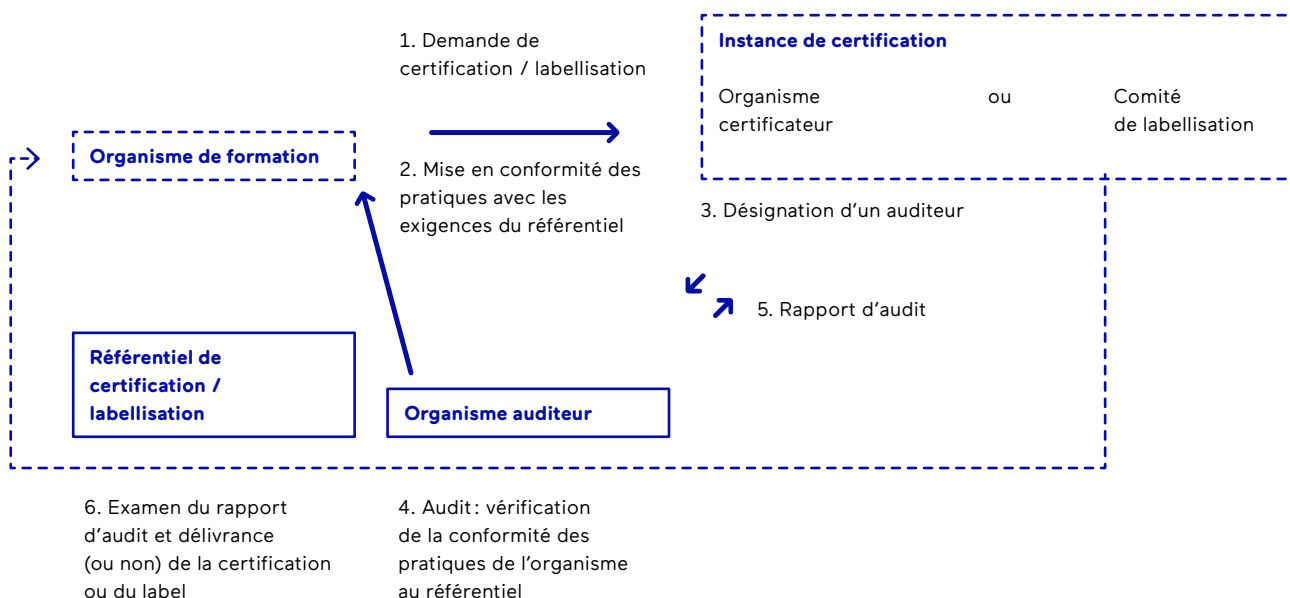 1. Demande de
certification / labellisation
Instance de certification
Organisme
certificateur
ou
Comité
de labellisation
Organisme de formation
2. Mise en conformité des
pratiques avec les
exigences du référentiel
3. Désignation d’un auditeur
5. Rapport d’audit
Référentiel de
certification /
labellisation
Organisme auditeur
6. Examen du rapport
d’audit et délivrance
(ou non) de la certification
ou du label
4. Audit : vérification
de la conformité des
pratiques de l’organisme
au référentiel